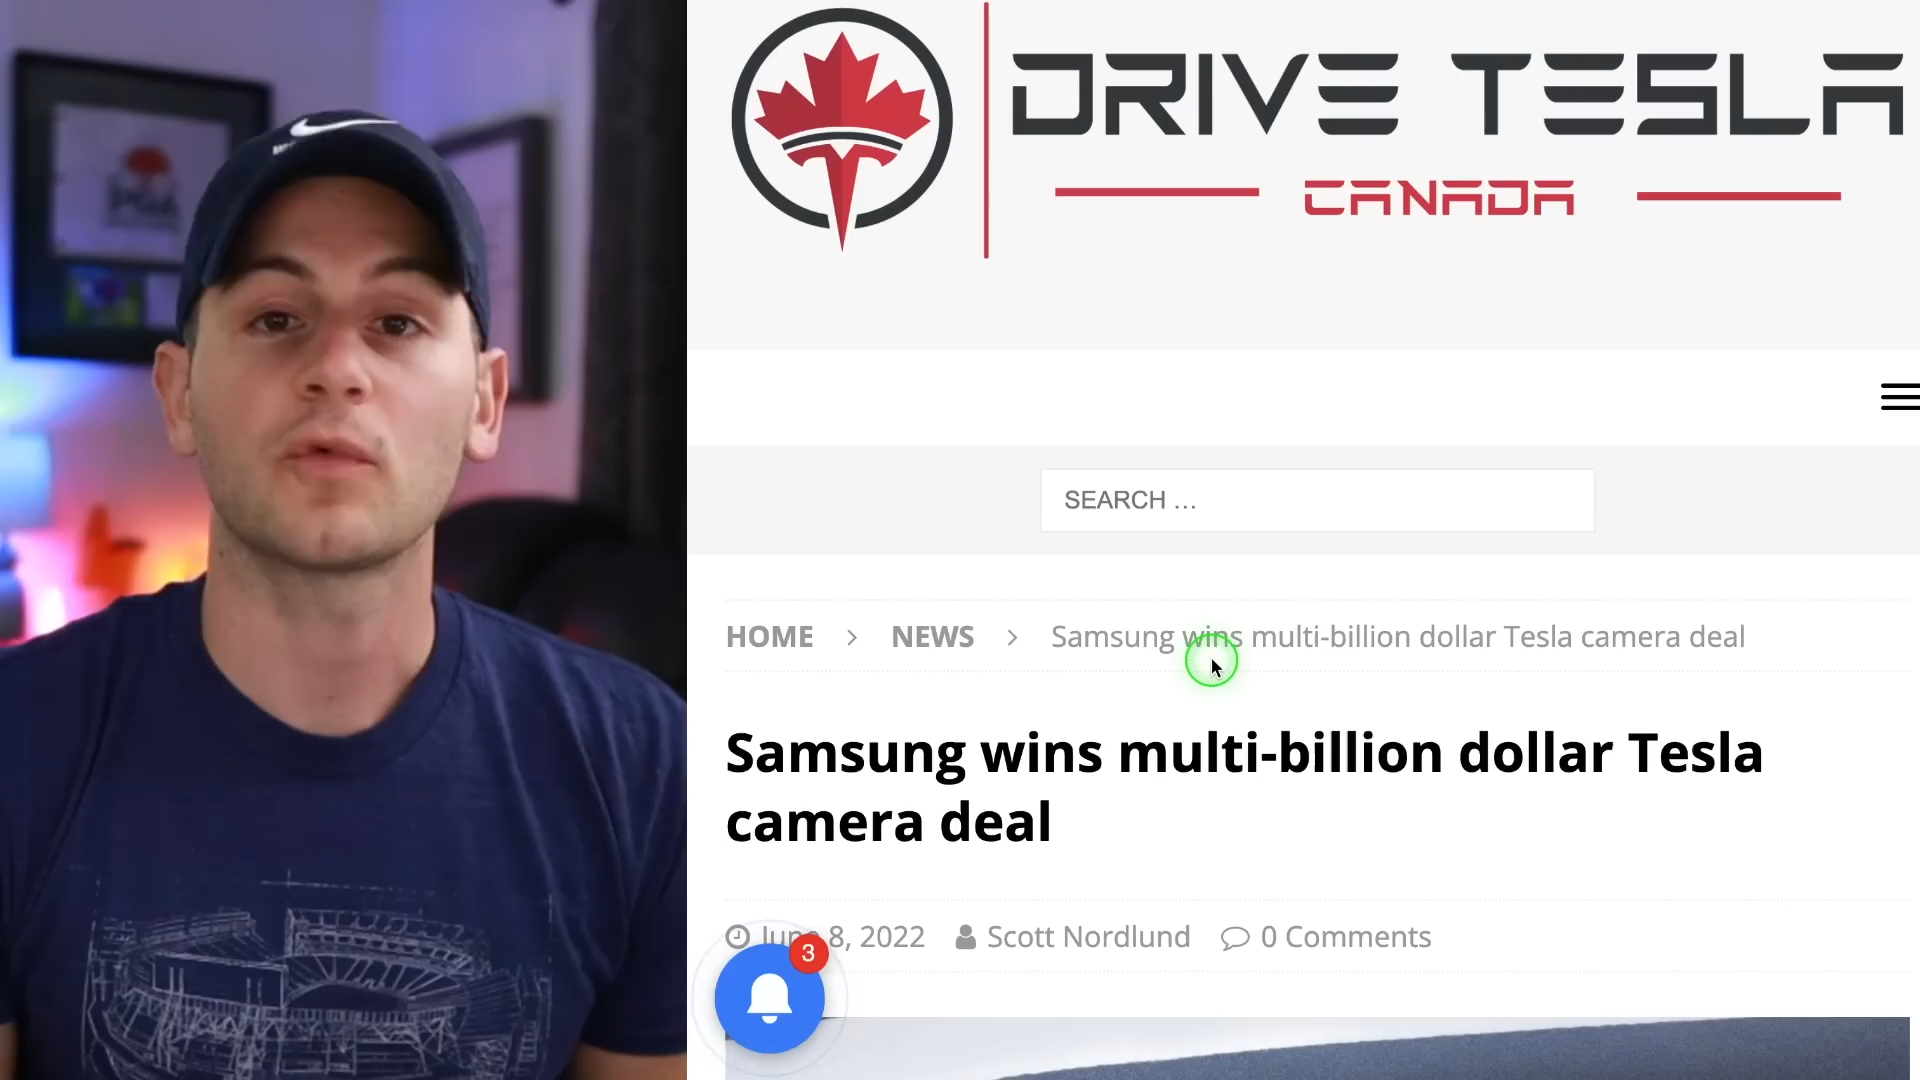 DRIVE TESLA
CANADA
SEARCH ...
HOME > NEWS > Samsung wins multi-billion dollar Tesla camera deal
Samsung wins multi-billion dollar Tesla
camera deal
June 8, 2022 Scott Nordlund 0 Comments
3